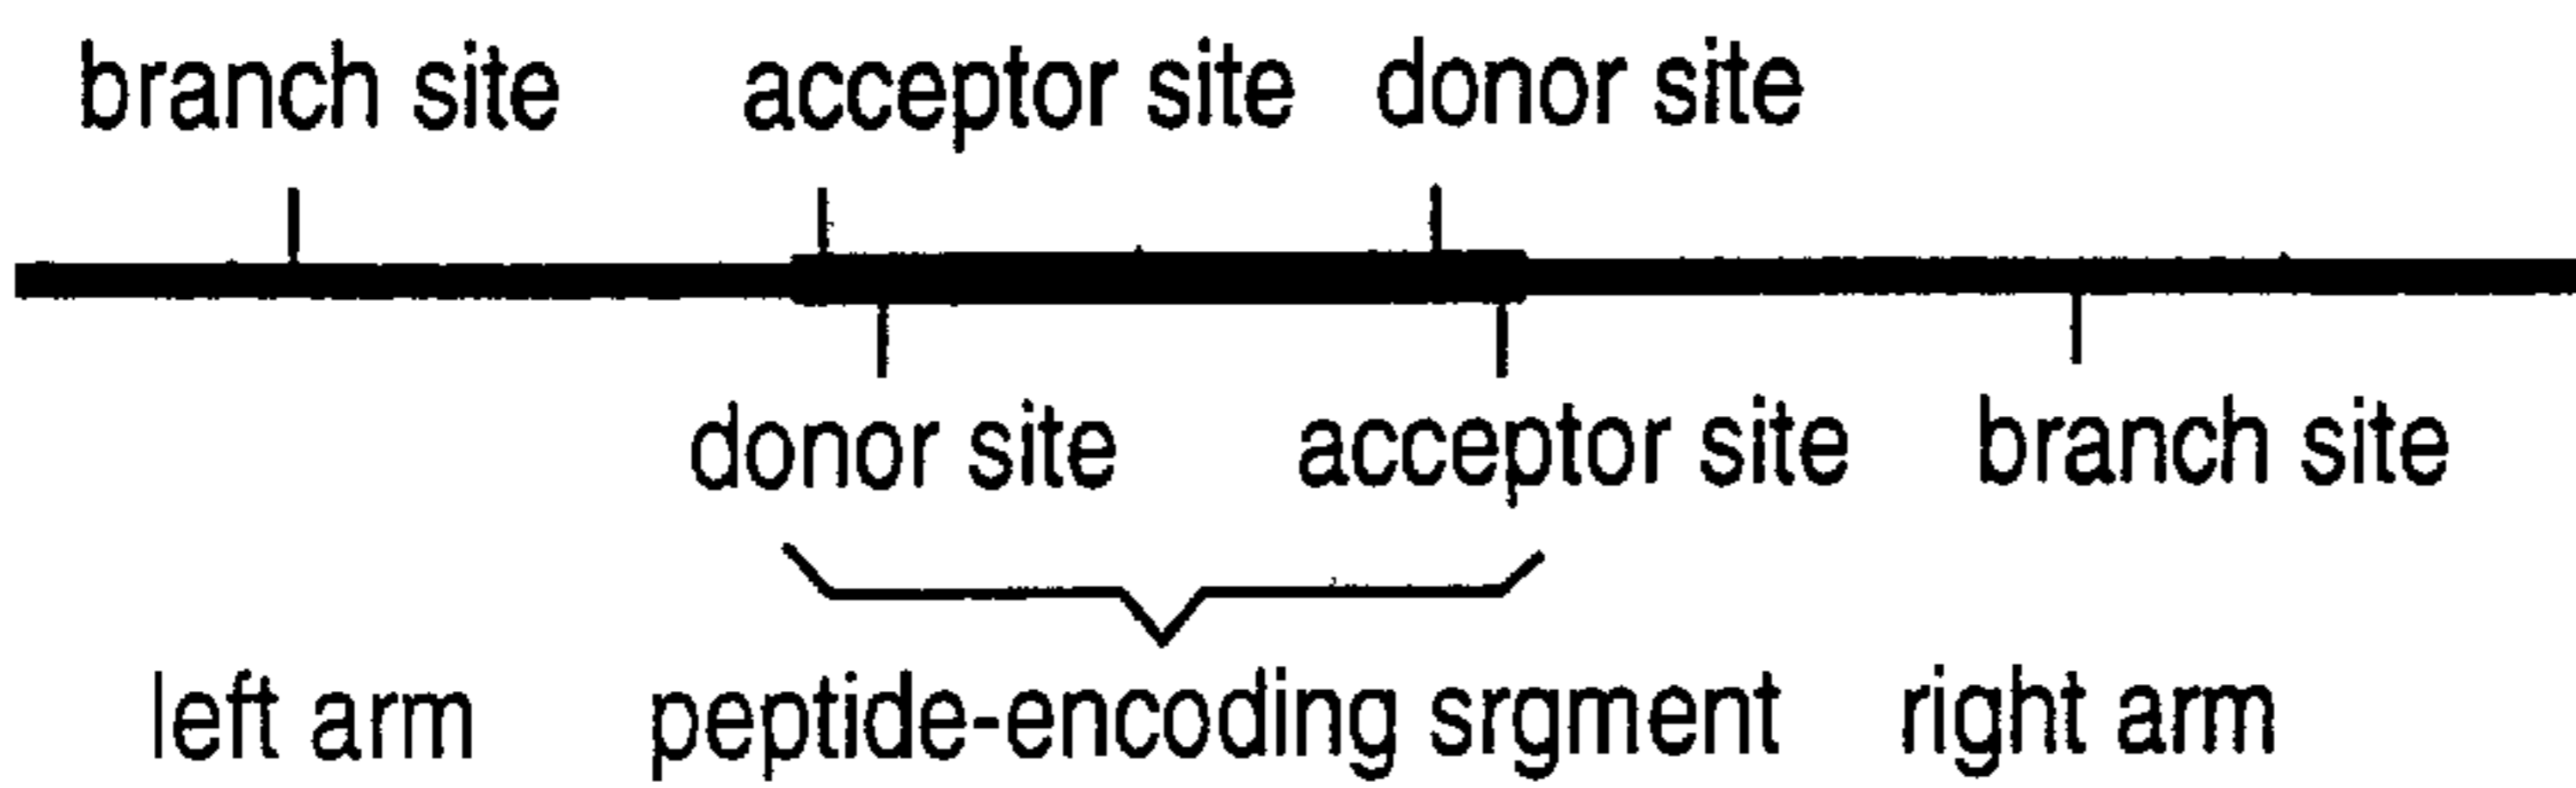 branch site acceptor site donor site
donor site acceptor site branch site
left arm peptide-encoding srgment right arm